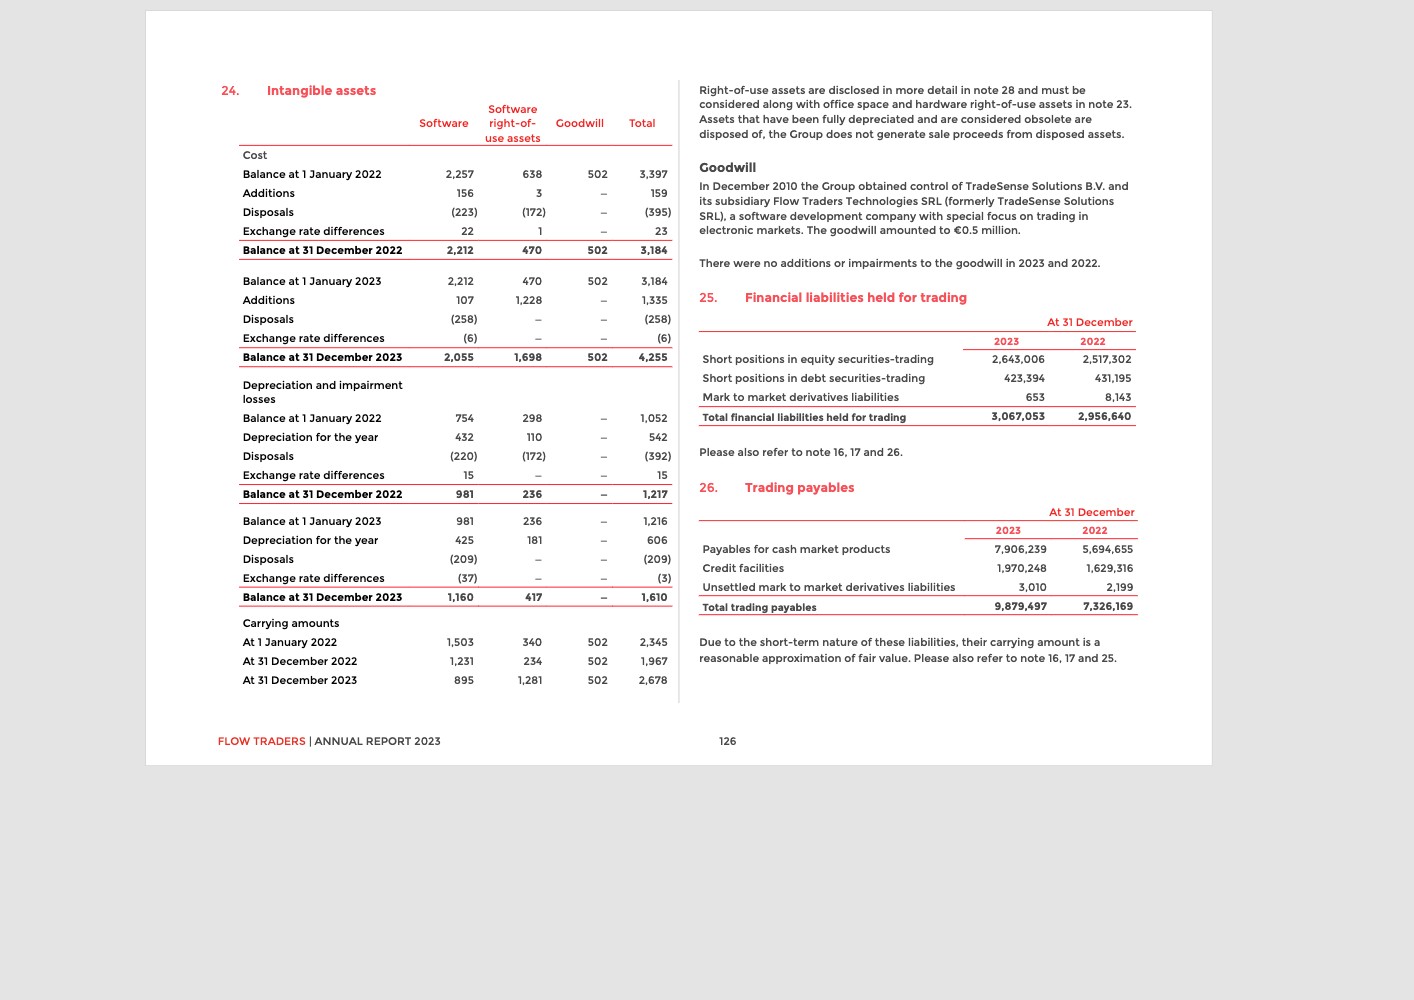 24. Intangible assets
Software
Software right-of-use assets
Goodwill
Total
Cost
Balance at 1 January 2022 2,257 638 502 3,397
Additions 156 3 – 159
Disposals (223) (172) – (395)
Exchange rate differences 22 1 – 23
Balance at 31 December 2022 2,212 470 502 3,184
Balance at 1 January 2023 2,212 470 502 3,184
Additions 107 1,228 – 1,335
Disposals (258) – – (258)
Exchange rate differences (6) – – (6)
Balance at 31 December 2023 2,055 1,698 502 4,255
Depreciation and impairment
losses
Balance at 1 January 2022 754 298 – 1,052
Depreciation for the year 432 110 – 542
Disposals (220) (172) – (392)
Exchange rate differences 15 – – 15
Balance at 31 December 2022 981 236 – 1,217
Balance at 1 January 2023 981 236 – 1,216
Depreciation for the year 425 181 – 606
Disposals (209) – – (209)
Exchange rate differences (37) – – (3)
Balance at 31 December 2023 1,160 417 – 1,610
Carrying amounts
At 1 January 2022 1,503 340 502 2,345
At 31 December 2022 1,231 234 502 1,967
At 31 December 2023 895 1,281 502 2,678
Right-of-use assets are disclosed in more detail in note 28 and must be
considered along with office space and hardware right-of-use assets in note 23.
Assets that have been fully depreciated and are considered obsolete are
disposed of, the Group does not generate sale proceeds from disposed assets.
Goodwill
In December 2010 the Group obtained control of TradeSense Solutions B.V. and
its subsidiary Flow Traders Technologies SRL (formerly TradeSense Solutions
SRL), a software development company with special focus on trading in
electronic markets. The goodwill amounted to €0.5 million.
There were no additions or impairments to the goodwill in 2023 and 2022.
25. Financial liabilities held for trading
At 31 December
2023 2022
Short positions in equity securities-trading 2,643,006 2,517,302
Short positions in debt securities-trading 423,394 431,195
Mark to market derivatives liabilities 653 8,143
Total financial liabilities held for trading 3,067,053 2,956,640
Please also refer to note 16, 17 and 26.
26. Trading payables
At 31 December
2023 2022
Payables for cash market products 7,906,239 5,694,655
Credit facilities 1,970,248 1,629,316
Unsettled mark to market derivatives liabilities 3,010 2,199
Total trading payables 9,879,497 7,326,169
Due to the short-term nature of these liabilities, their carrying amount is a
reasonable approximation of fair value. Please also refer to note 16, 17 and 25.
FLOW TRADERS | ANNUAL REPORT 2023 126